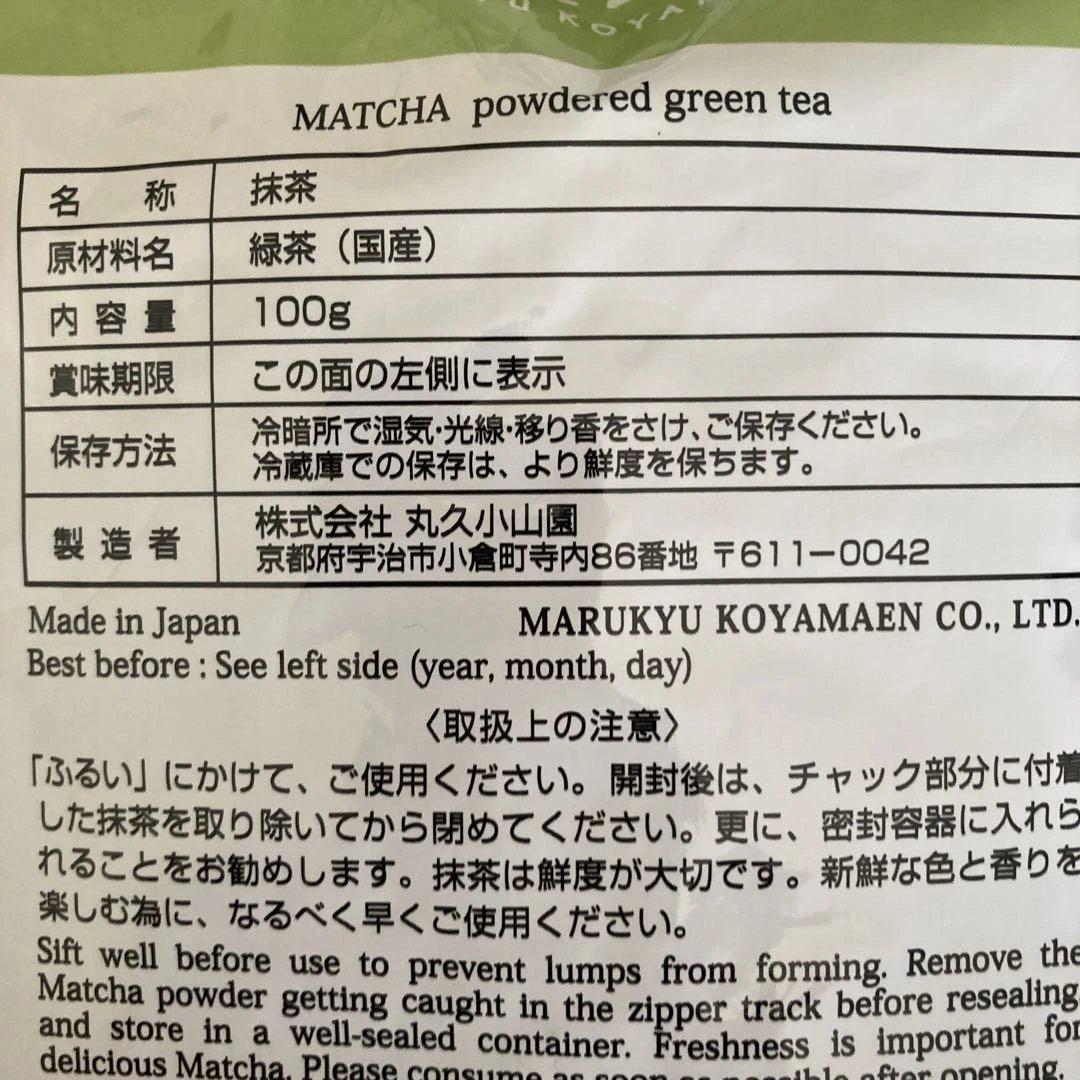 KOYAM
MATCHA powdered green tea
名 称 抹茶
原材料名 緑茶（国産）
内容量 100g
賞味期限 この面の左側に表示
保存方法 冷暗所で湿気・光線・移り香をさけ、ご保存ください。
冷蔵庫での保存は、より鮮度を保ちます。
製造者 株式会社 丸久小山園
京都府宇治市小倉町寺内86番地 〒611－0042
Made in Japan MARUKYU KOYAMAEN CO., LTD.
Best before : See left side (year, month, day)
〈取扱上の注意〉
「ふるい」にかけて、ご使用ください。開封後は、チャック部分に付着
した抹茶を取り除いてから閉めてください。更に、密封容器に入れら
れることをお勧めします。抹茶は鮮度が大切です。新鮮な色と香りを
楽しむ為に、なるべく早くご使用ください。
Sift well before use to prevent lumps from forming. Remove the
Matcha powder getting caught in the zipper track before resealing
and store in a well-sealed container. Freshness is important for
delicious Matcha. Please consume as soon as possible after opening.